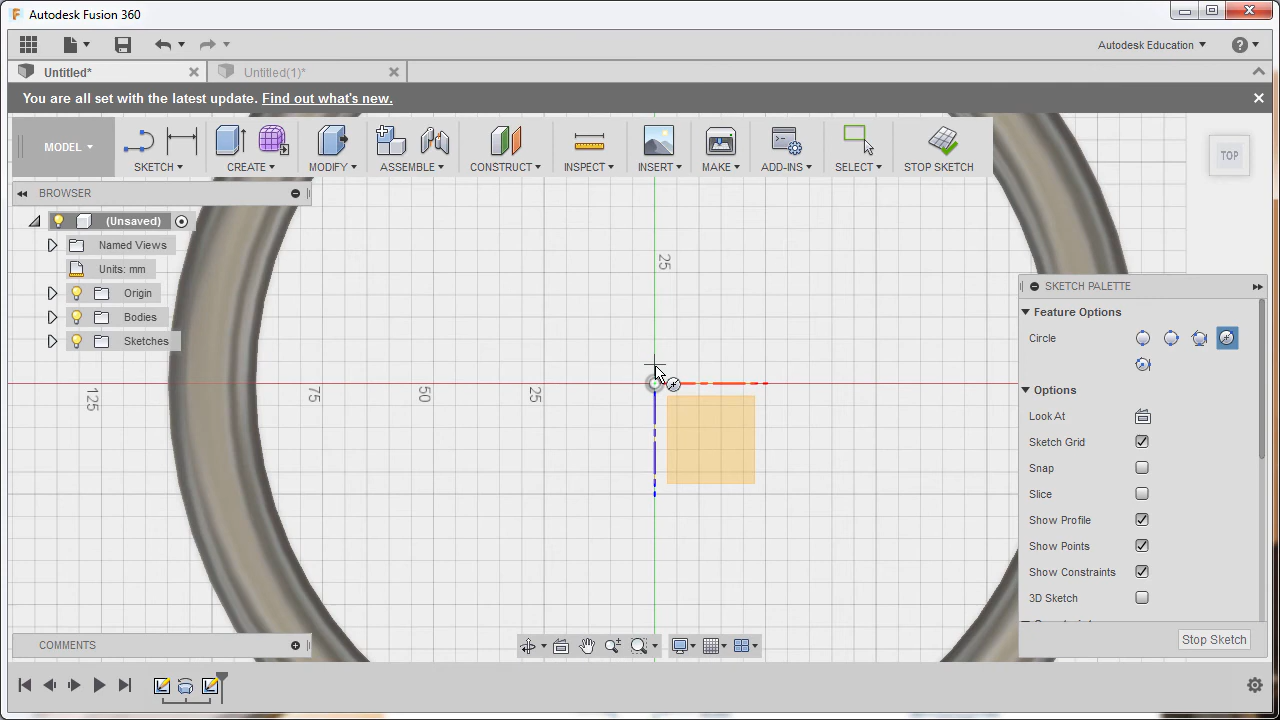 Autodesk Fusion 360
Autodesk Education
Untitled*
Untitled(1)*
You are all set with the latest update. Find out what's new.
MODEL
SKETCH
CREATE
MODIFY
ASSEMBLE
CONSTRUCT
INSPECT
INSERT
MAKE
ADD-INS
SELECT
STOP SKETCH
TOP
BROWSER
(Unsaved)
Named Views
Units: mm
Origin
Bodies
Sketches
25
125
75
50
25
SKETCH PALETTE
Feature Options
Circle
Options
Look At
Sketch Grid
Snap
Slice
Show Profile
Show Points
Show Constraints
3D Sketch
Stop Sketch
COMMENTS